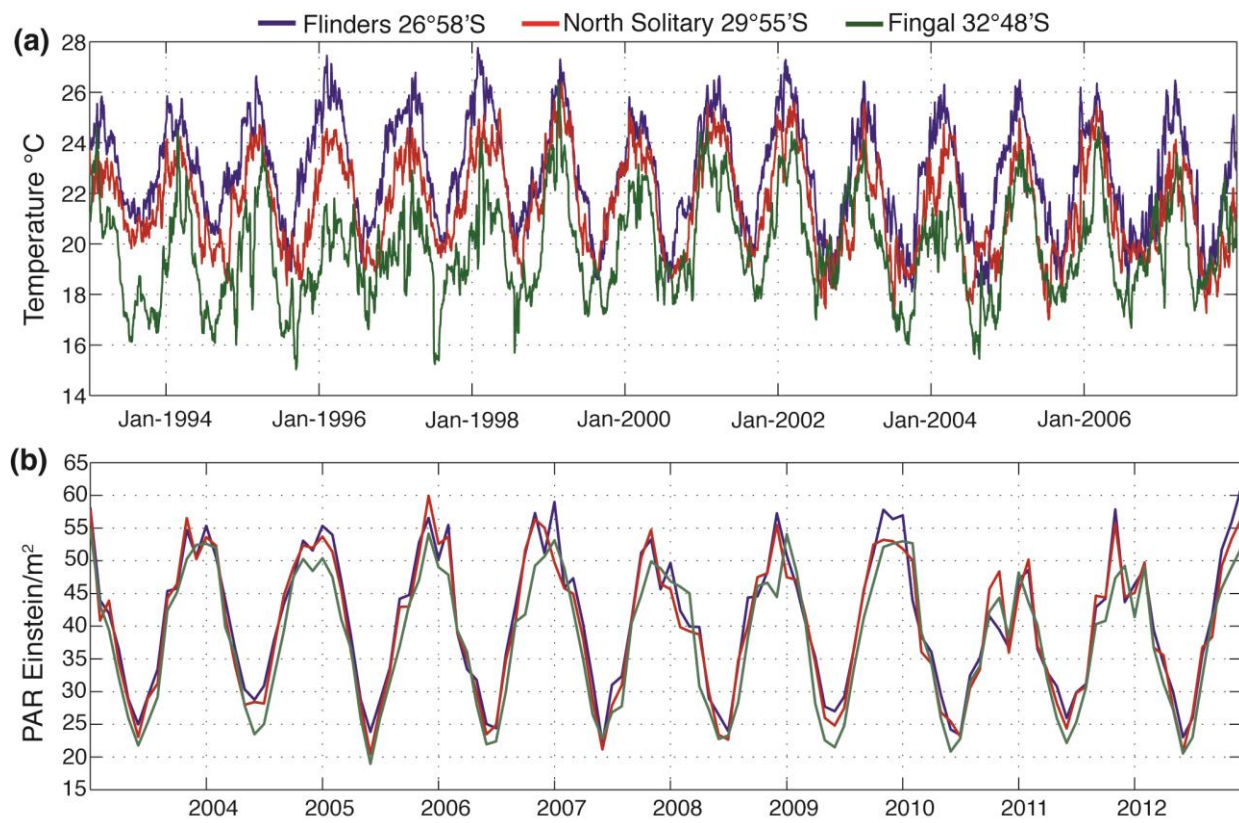 Flinders 26°58’S North Solitary 29°55’S Fingal 32°48’S
(a)
28
26
24
22
20
18
16
14
Temperature °C
Jan-1994 Jan-1996 Jan-1998 Jan-2000 Jan-2002 Jan-2004 Jan-2006
(b)
65
60
55
50
45
40
35
30
25
20
15
PAR Einstein/m²
2004 2005 2006 2007 2008 2009 2010 2011 2012